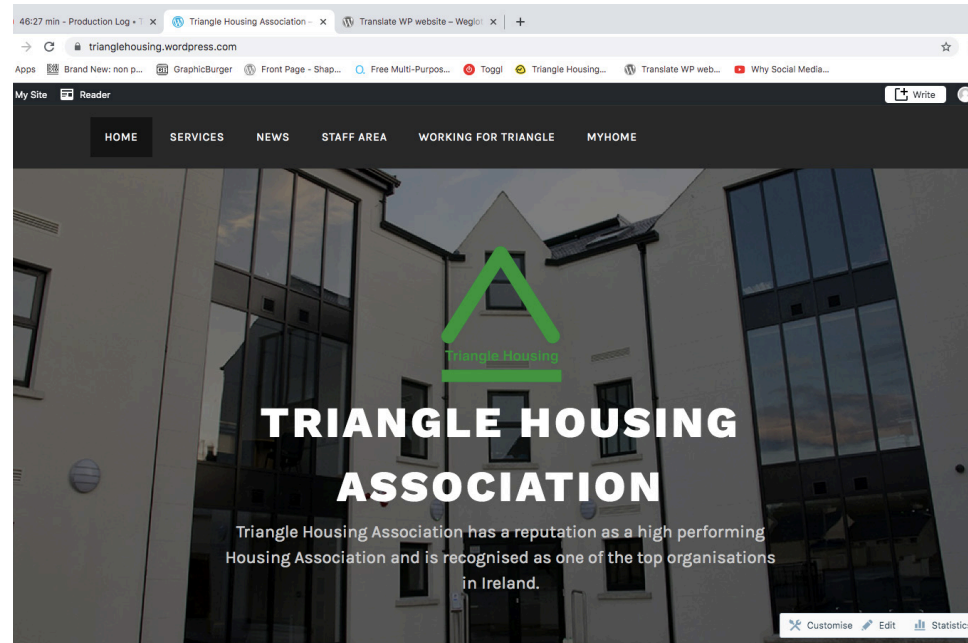 46:27 min - Production Log • T
Triangle Housing Association –
Translate WP website – Weglot
trianglehousing.wordpress.com
Apps Brand New: non p... GraphicBurger Front Page - Shap... Free Multi-Purpos... Toggl Triangle Housing... Translate WP web... Why Social Media...
My Site Reader Write
HOME SERVICES NEWS STAFF AREA WORKING FOR TRIANGLE MYHOME
Triangle Housing
TRIANGLE HOUSING
ASSOCIATION
Triangle Housing Association has a reputation as a high performing
Housing Association and is recognised as one of the top organisations
in Ireland.
Customise Edit Statistic